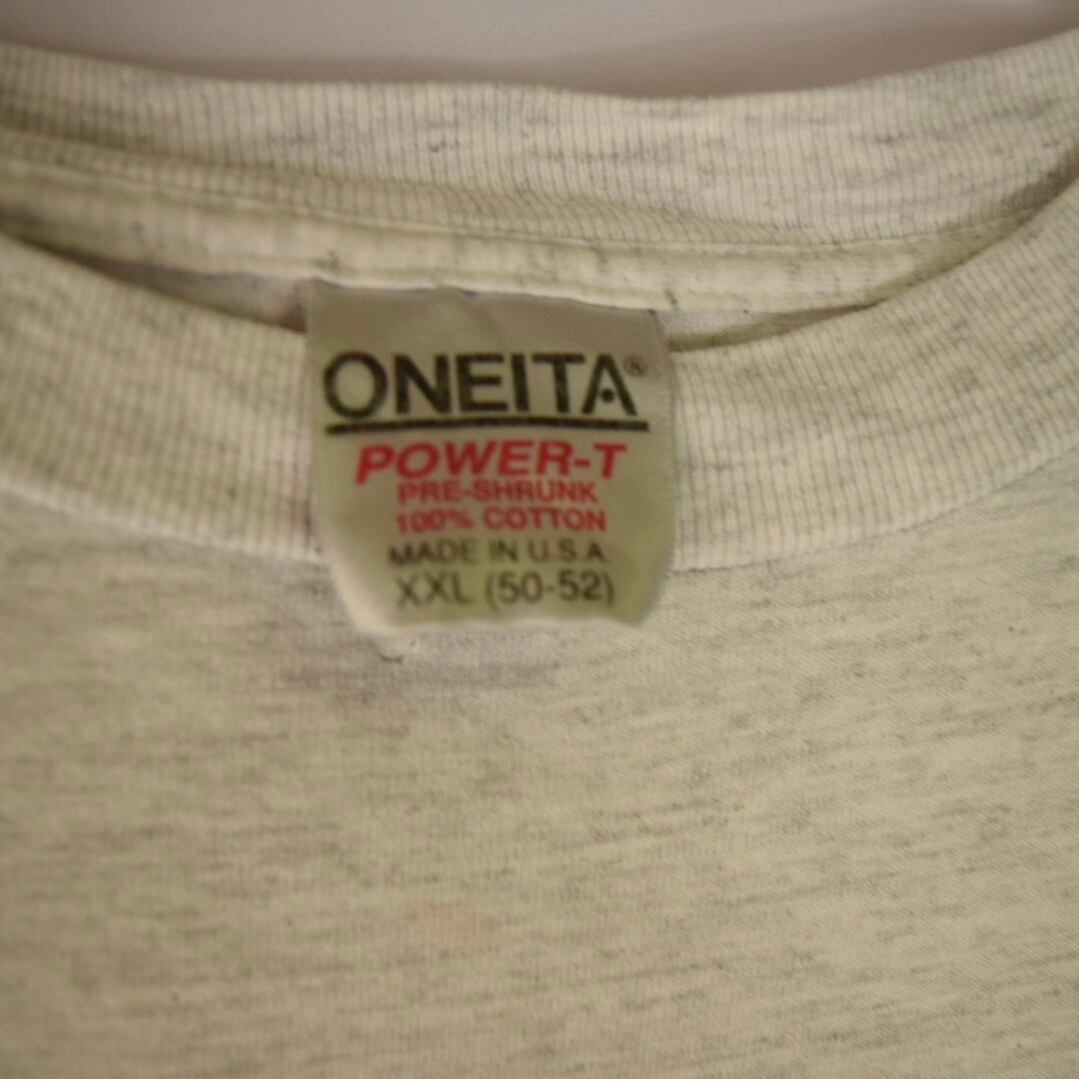 ONEITA®
POWER-T
PRE-SHRUNK
100% COTTON
MADE IN U.S.A
XXL (50-52)